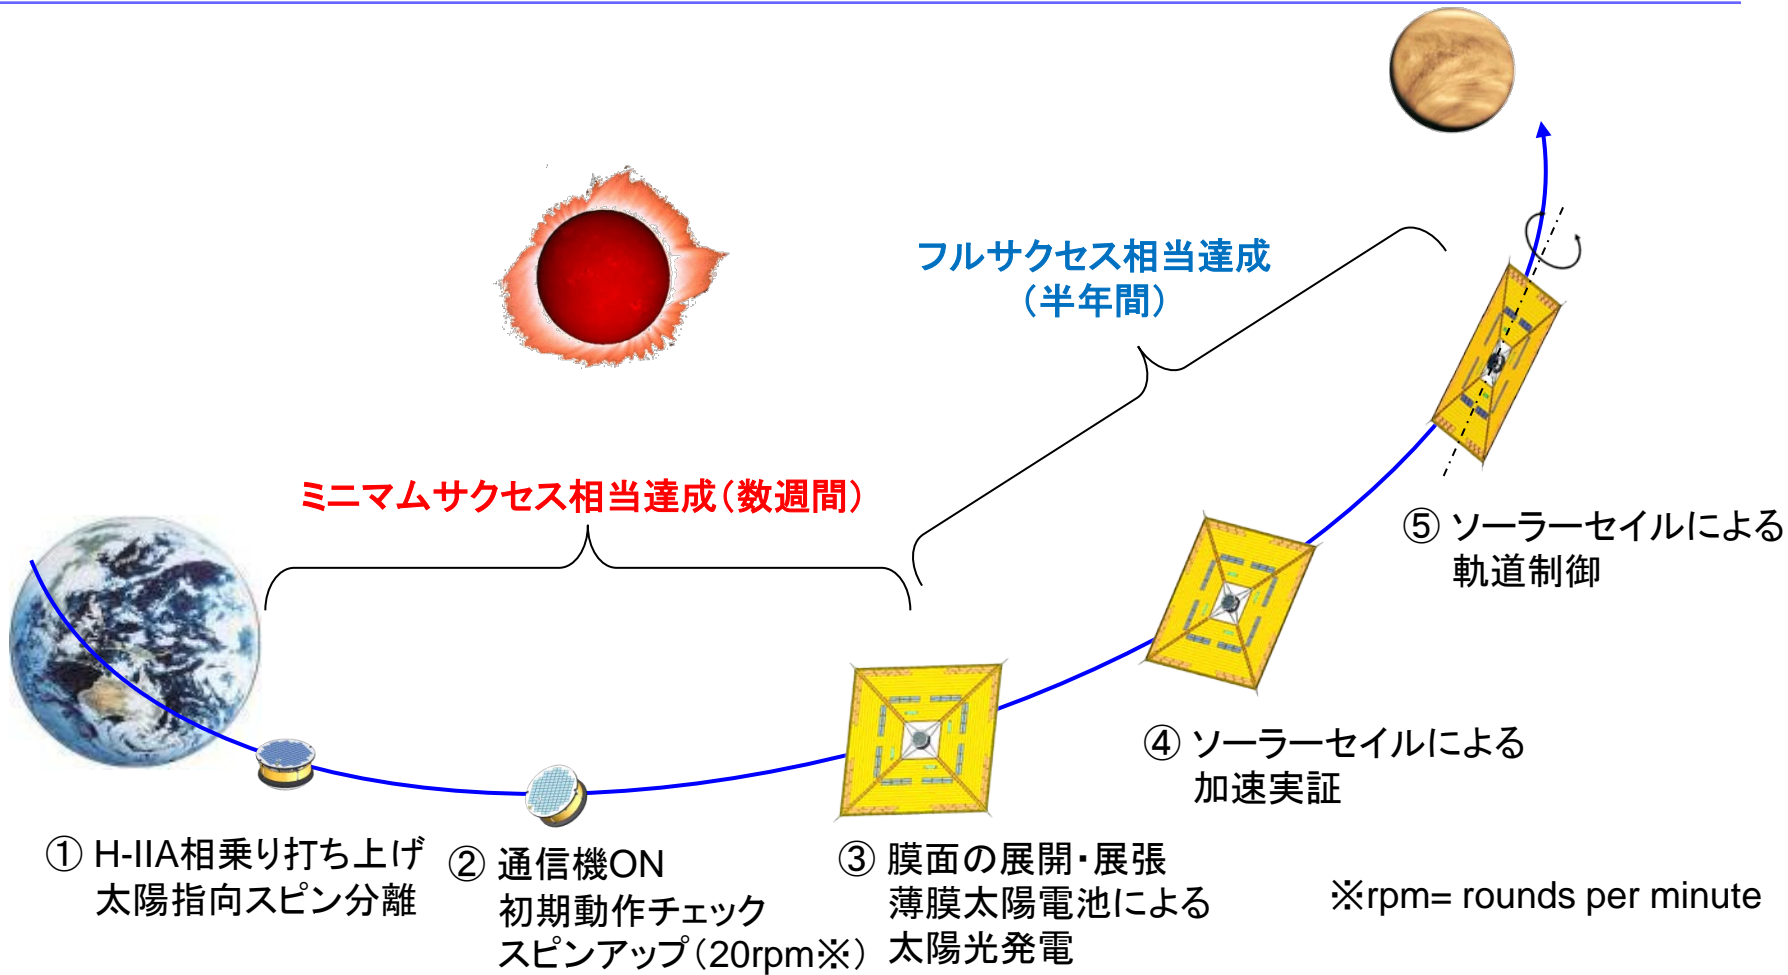 フルサクセス相当達成
（半年間）
ミニマムサクセス相当達成（数週間）
⑤ ソーラーセイルによる
軌道制御
④ ソーラーセイルによる
加速実証
① H-IIA相乗り打ち上げ
太陽指向スピン分離
② 通信機ON
初期動作チェック
スピンアップ（20rpm※）
③ 膜面の展開・展張
薄膜太陽電池による
太陽光発電
※rpm= rounds per minute